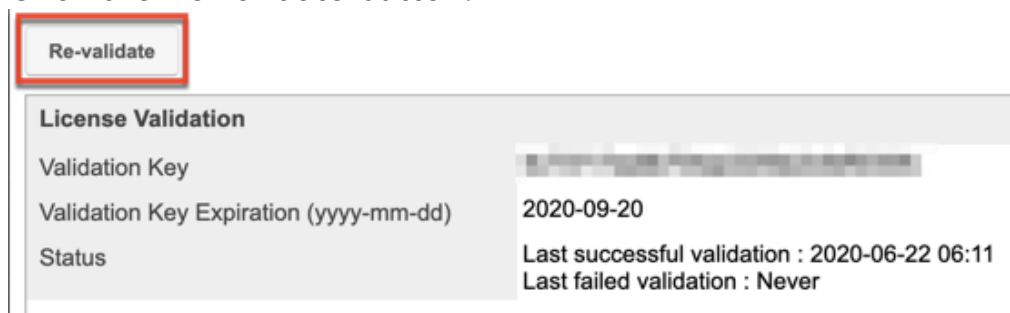 Re-validate
License Validation
Validation Key
Validation Key Expiration (yyyy-mm-dd) 2020-09-20
Status Last successful validation : 2020-06-22 06:11
Last failed validation : Never